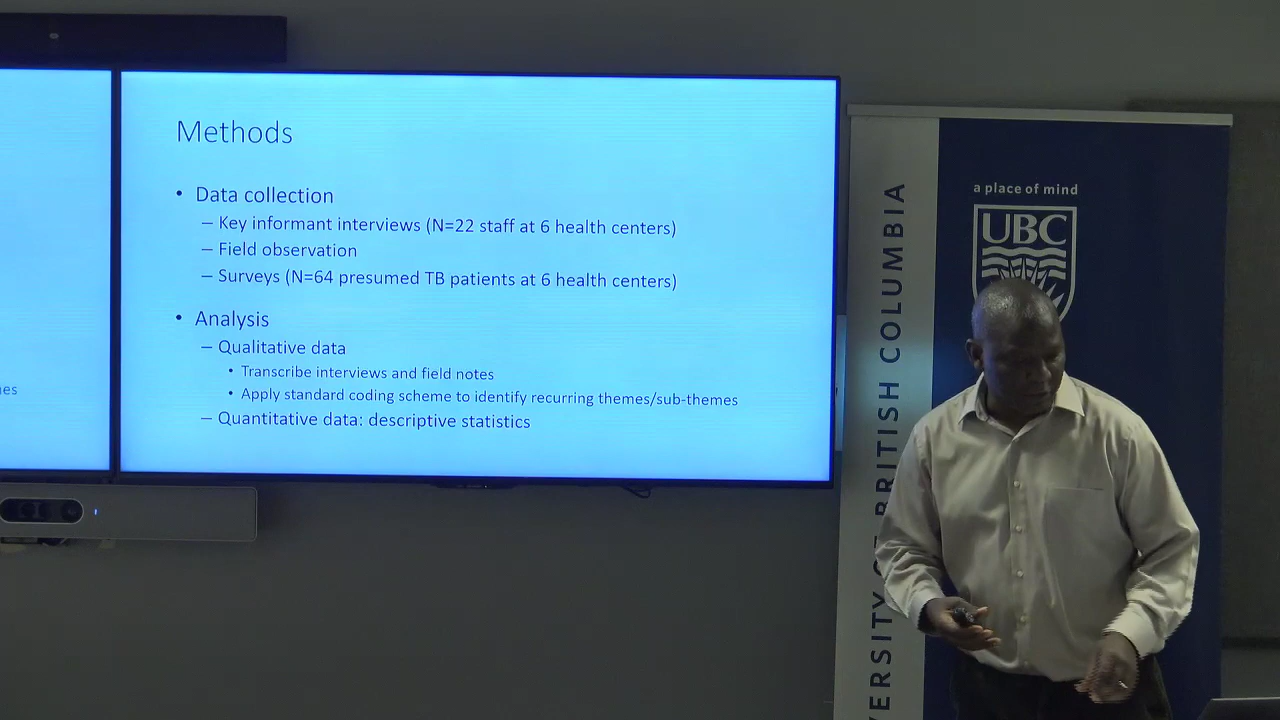 Methods
• Data collection
– Key informant interviews (N=22 staff at 6 health centers)
– Field observation
– Surveys (N=64 presumed TB patients at 6 health centers)
• Analysis
– Qualitative data
• Transcribe interviews and field notes
• Apply standard coding scheme to identify recurring themes/sub-themes
– Quantitative data: descriptive statistics
a place of mind
UBC
BRITISH COLUMBIA